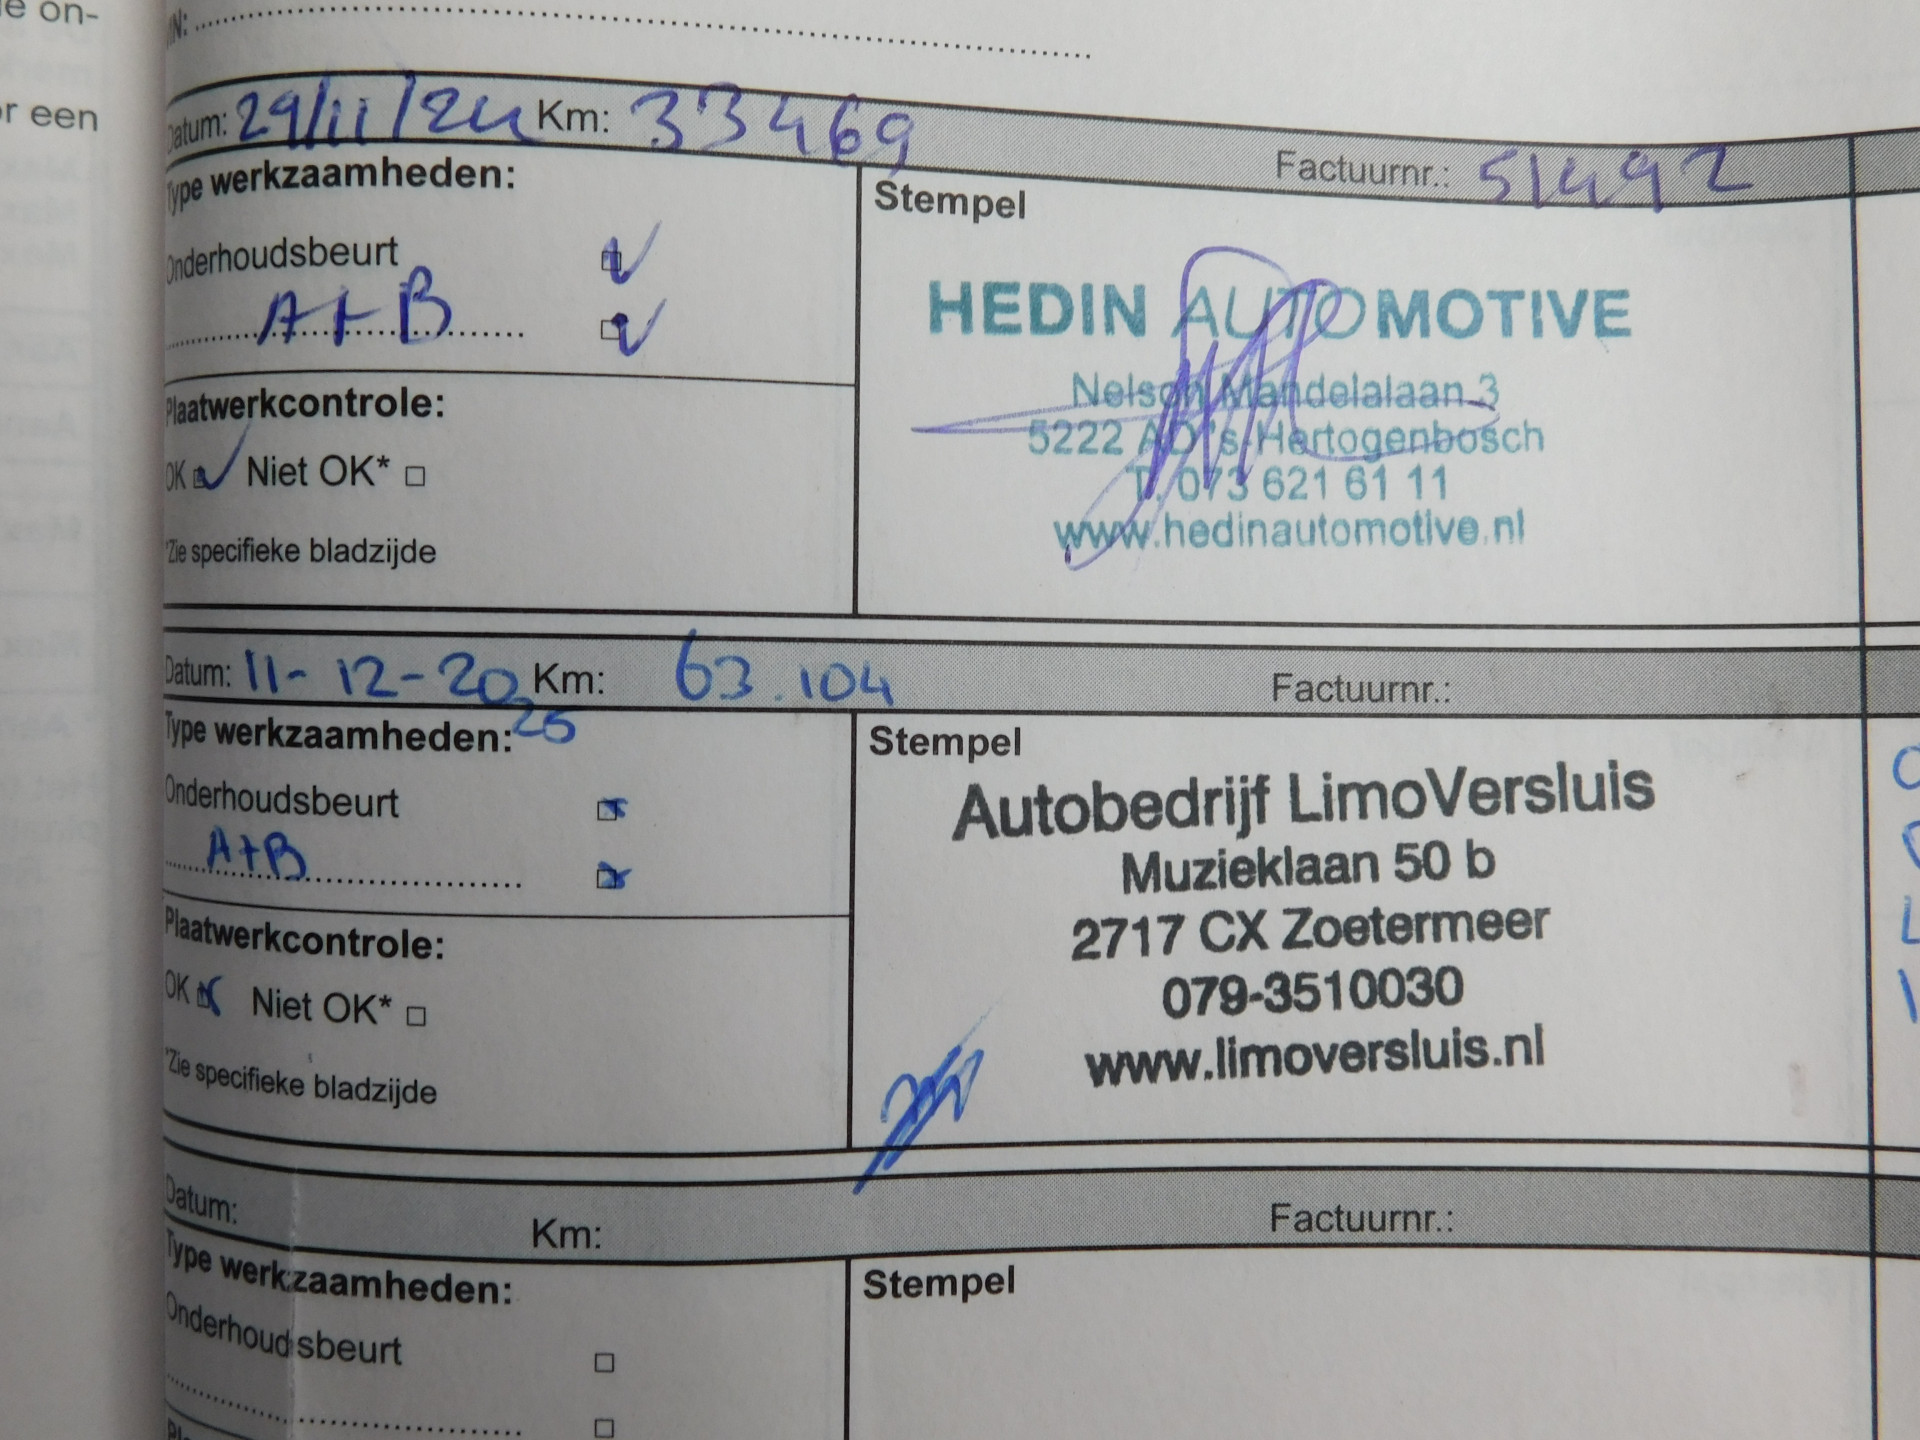 e on-
r een
IN:
Datum: 29/11/24 Km: 33469 Factuurnr.: 51492
Type werkzaamheden:
Stempel
Onderhoudsbeurt
A+B
HEDIN AUTOMOTIVE
Nelson Mandelalaan 3
5222 AD 's-Hertogenbosch
T. 073 621 61 11
www.hedinautomotive.nl
Plaatwerkcontrole:
OK Niet OK*
*Zie specifieke bladzijde
Datum: 11-12-2025 Km: 63.104 Factuurnr.:
Type werkzaamheden:
Stempel
Onderhoudsbeurt
A+B
Autobedrijf LimoVersluis
Muzieklaan 50 b
2717 CX Zoetermeer
079-3510030
www.limoversluis.nl
Plaatwerkcontrole:
OK Niet OK*
*Zie specifieke bladzijde
Datum: Km: Factuurnr.:
Type werkzaamheden:
Stempel
Onderhoudsbeurt